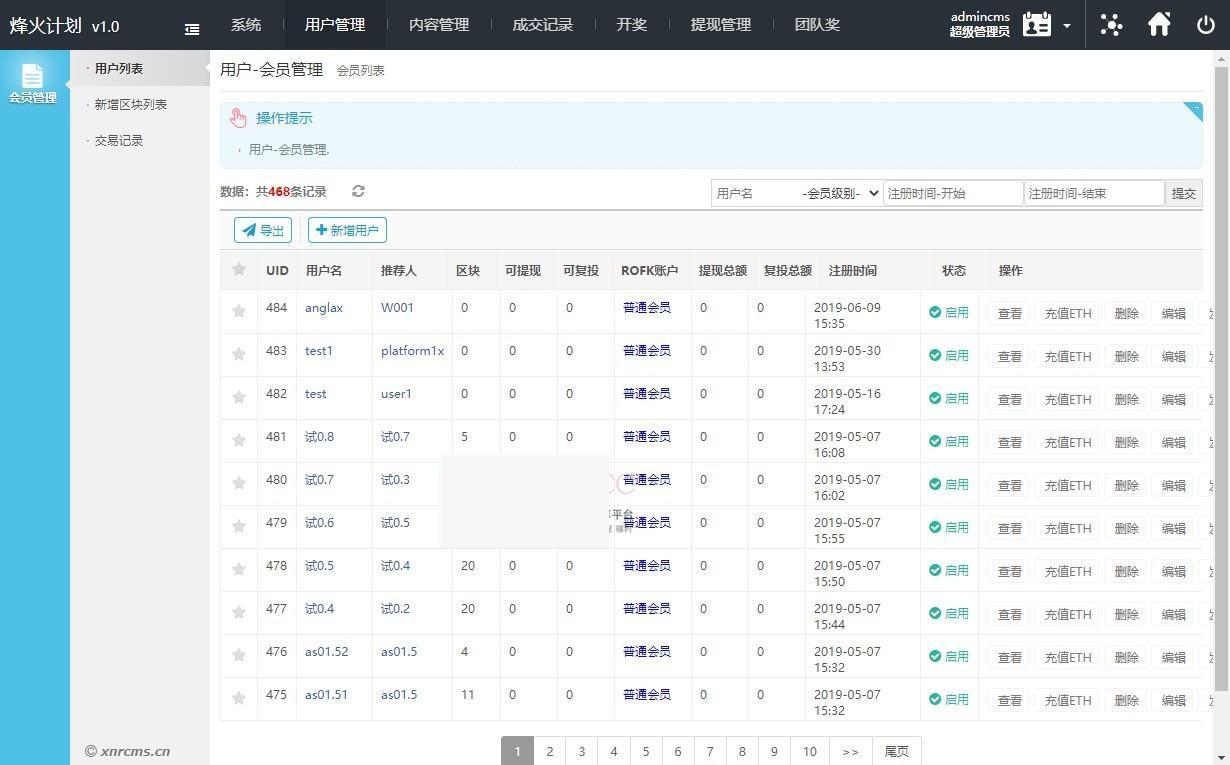 烽火计划 v1.0
系统 用户管理 内容管理 成交记录 开奖 提现管理 团队奖
admincms
超级管理员
会员管理
· 用户列表
· 新增区块列表
· 交易记录
© xnrcms.cn
用户-会员管理 会员列表
操作提示
用户-会员管理.
数据：共468条记录
用户名 -会员级别- 注册时间-开始 注册时间-结束 提交
导出 新增用户
UID 用户名 推荐人 区块 可提现 可复投 ROFK账户 提现总额 复投总额 注册时间 状态 操作
484 anglax W001 0 0 0 普通会员 0 0 2019-06-09 15:35 启用 查看 充值ETH 删除 编辑
483 test1 platform1x 0 0 0 普通会员 0 0 2019-05-30 13:53 启用 查看 充值ETH 删除 编辑
482 test user1 0 0 0 普通会员 0 0 2019-05-16 17:24 启用 查看 充值ETH 删除 编辑
481 试0.8 试0.7 5 0 0 普通会员 0 0 2019-05-07 16:08 启用 查看 充值ETH 删除 编辑
480 试0.7 试0.3 普通会员 0 0 2019-05-07 16:02 启用 查看 充值ETH 删除 编辑
479 试0.6 试0.5 普通会员 0 0 2019-05-07 15:55 启用 查看 充值ETH 删除 编辑
478 试0.5 试0.4 20 0 0 普通会员 0 0 2019-05-07 15:50 启用 查看 充值ETH 删除 编辑
477 试0.4 试0.2 20 0 0 普通会员 0 0 2019-05-07 15:44 启用 查看 充值ETH 删除 编辑
476 as01.52 as01.5 4 0 0 普通会员 0 0 2019-05-07 15:32 启用 查看 充值ETH 删除 编辑
475 as01.51 as01.5 11 0 0 普通会员 0 0 2019-05-07 15:32 启用 查看 充值ETH 删除 编辑
平台
1 2 3 4 5 6 7 8 9 10 >> 尾页